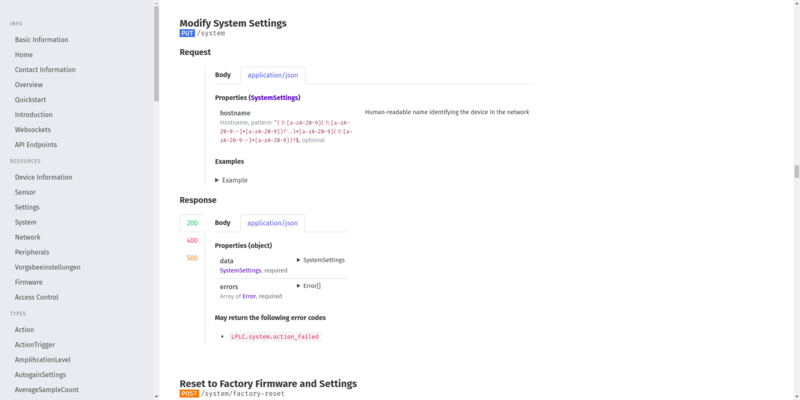 INFO
Basic Information
Home
Contact Information
Overview
Quickstart
Introduction
Websockets
API Endpoints
RESOURCES
Device Information
Sensor
Settings
System
Network
Peripherals
Vorgabeeinstellungen
Firmware
Access Control
TYPES
Action
ActionTrigger
AmplificationLevel
AutogainSettings
AverageSampleCount
Modify System Settings
PUT /system
Request
Body application/json
Properties (SystemSettings)
hostname Human-readable name identifying the device in the network
Hostname, pattern: ^(?:[a-zA-Z0-9](?:[a-zA-
Z0-9\-]*[a-zA-Z0-9])?\.)*[a-zA-Z0-9](?:[a-
zA-Z0-9\-]*[a-zA-Z0-9])?$, optional
Examples
Example
Response
200 Body application/json
400
500
Properties (object)
data SystemSettings
SystemSettings, required
errors Error[]
Array of Error, required
May return the following error codes
LPLC.system.action_failed
Reset to Factory Firmware and Settings
POST /system/factory-reset